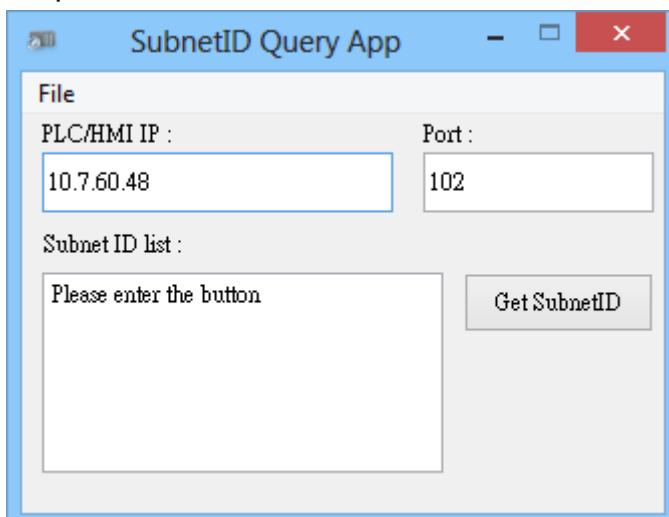 SubnetID Query App
File
PLC/HMI IP : Port :
10.7.60.48 102
Subnet ID list :
Please enter the button Get SubnetID